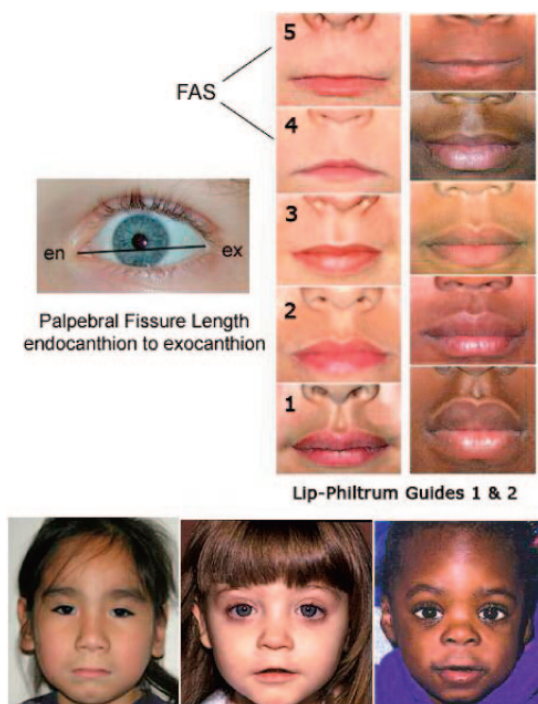 5
FAS
4
3
en
ex
Palpebral Fissure Length
endocanthion to exocanthion
2
1
Lip-Philtrum Guides 1 & 2